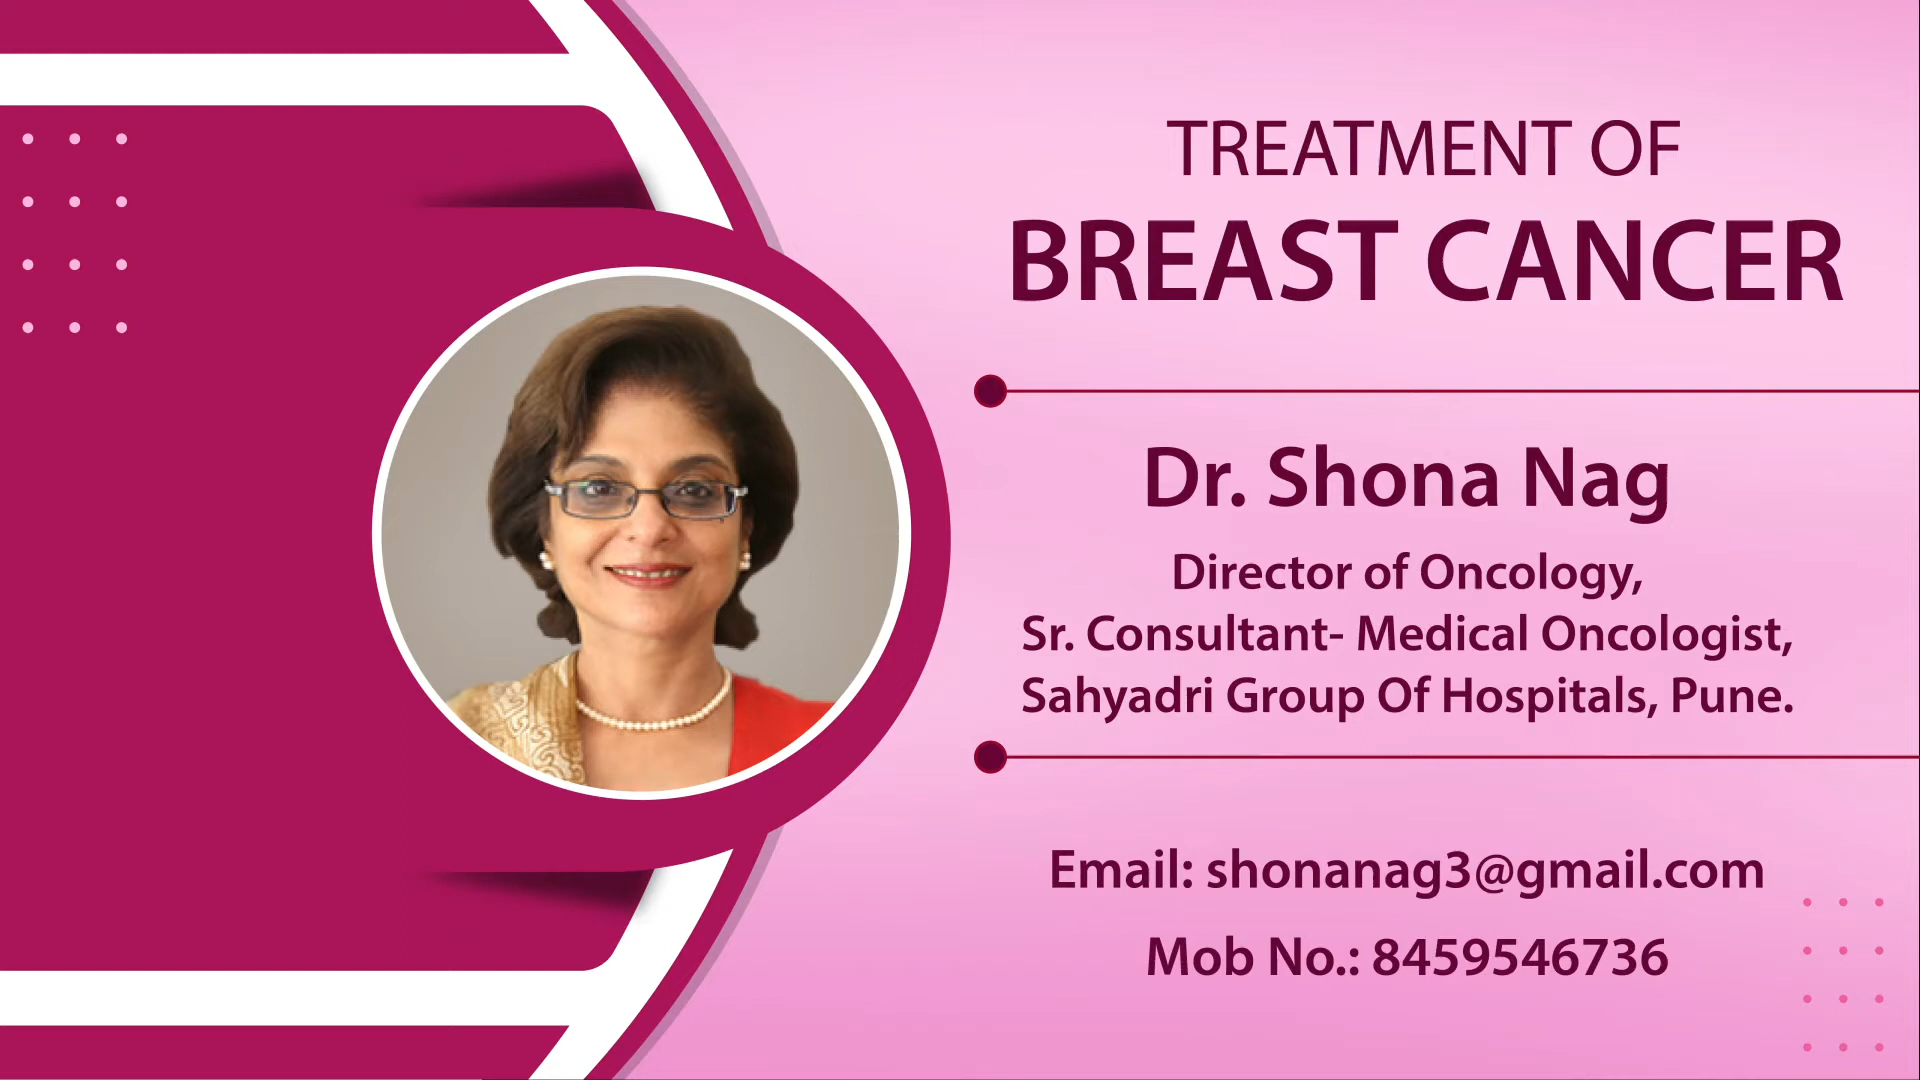 TREATMENT OF
BREAST CANCER
Dr. Shona Nag
Director of Oncology,
Sr. Consultant- Medical Oncologist,
Sahyadri Group Of Hospitals, Pune.
Email: shonanag3@gmail.com
Mob No.: 8459546736